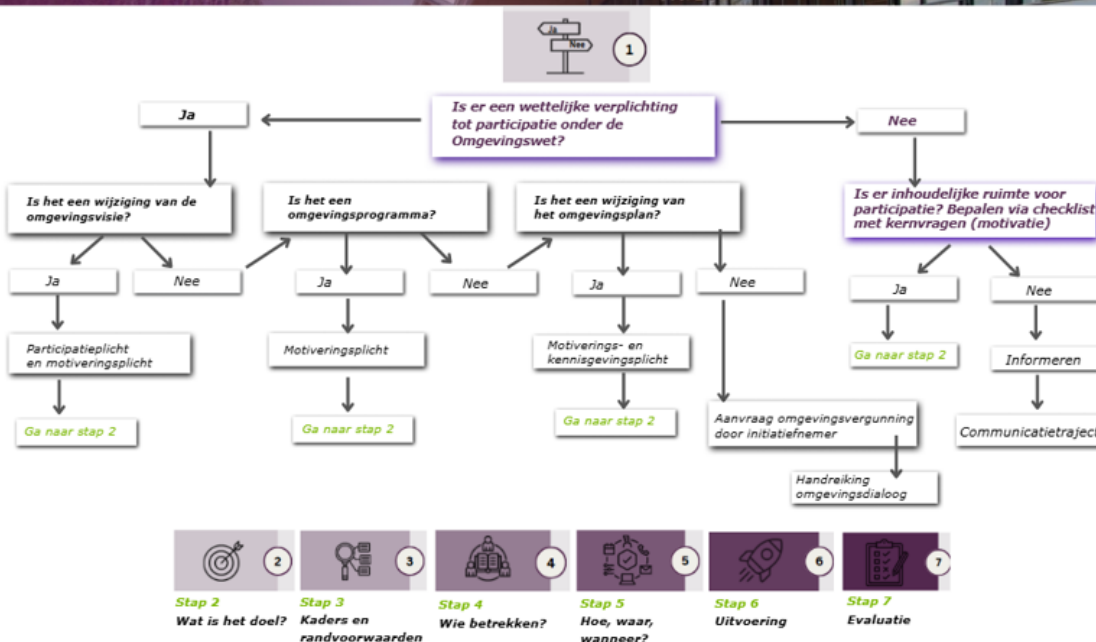 Ja
Nee
1
Is er een wettelijke verplichting
tot participatie onder de
Omgevingswet?
Ja
Nee
Is het een wijziging van de
omgevingsvisie?
Is het een
omgevingsprogramma?
Is het een wijziging van
het omgevingsplan?
Is er inhoudelijke ruimte voor
participatie? Bepalen via checklist
met kernvragen (motivatie)
Ja
Nee
Ja
Nee
Ja
Nee
Ja
Nee
Participatieplicht
en motiveringsplicht
Motiveringsplicht
Motiverings- en
kennisgevingsplicht
Ga naar stap 2
Informeren
Ga naar stap 2
Ga naar stap 2
Ga naar stap 2
Aanvraag omgevingsvergunning
door initiatiefnemer
Communicatietraject
Handreiking
omgevingsdialoog
2
3
4
5
6
7
Stap 2
Wat is het doel?
Stap 3
Kaders en
randvoorwaarden
Stap 4
Wie betrekken?
Stap 5
Hoe, waar,
wanneer?
Stap 6
Uitvoering
Stap 7
Evaluatie